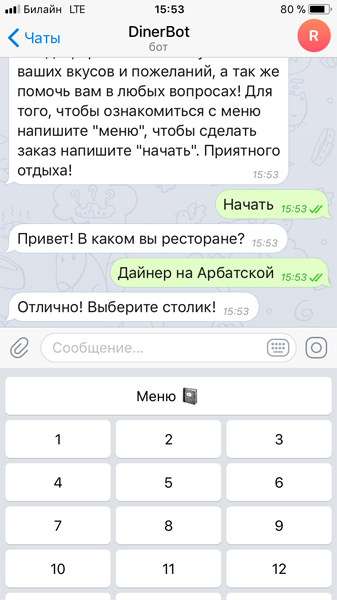 Билайн LTE 15:53 80 %
Чаты DinerBot R
бот
ваших вкусов и пожеланий, а так же
помочь вам в любых вопросах! Для
того, чтобы ознакомиться с меню
напишите "меню", чтобы сделать
заказ напишите "начать". Приятного
отдыха! 15:53
Начать 15:53
Привет! В каком вы ресторане? 15:53
Дайнер на Арбатской 15:53
Отлично! Выберите столик! 15:53
Сообщение...
Меню
1 2 3
4 5 6
7 8 9
10 11 12